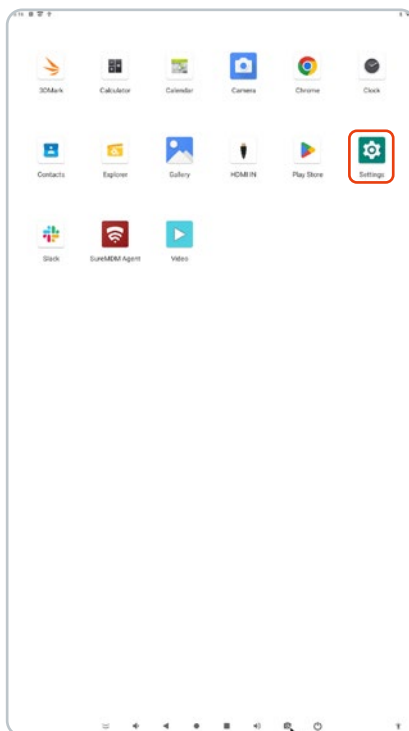 3DMark Calculator Calendar Camera Chrome Clock
Contacts Explorer Gallery HDMI IN Play Store Settings
Slack SureMDM Agent Video